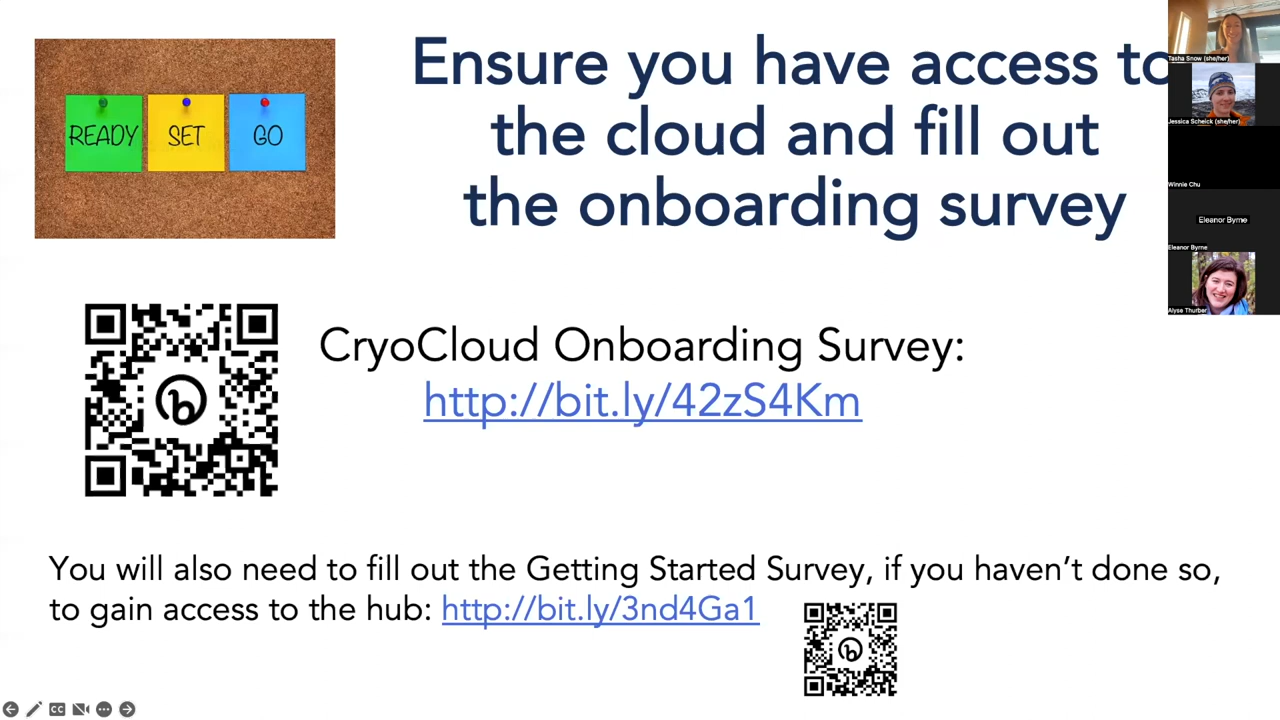 READY SET GO
Ensure you have access to
the cloud and fill out
the onboarding survey
CryoCloud Onboarding Survey:
http://bit.ly/42zS4Km
You will also need to fill out the Getting Started Survey, if you haven't done so,
to gain access to the hub: http://bit.ly/3nd4Ga1
Tasha Snow (she/her)
Jessica Scheick (she/her)
Winnie Chu
Eleanor Byrne
Eleanor Byrne
Alyse Thurber
CC